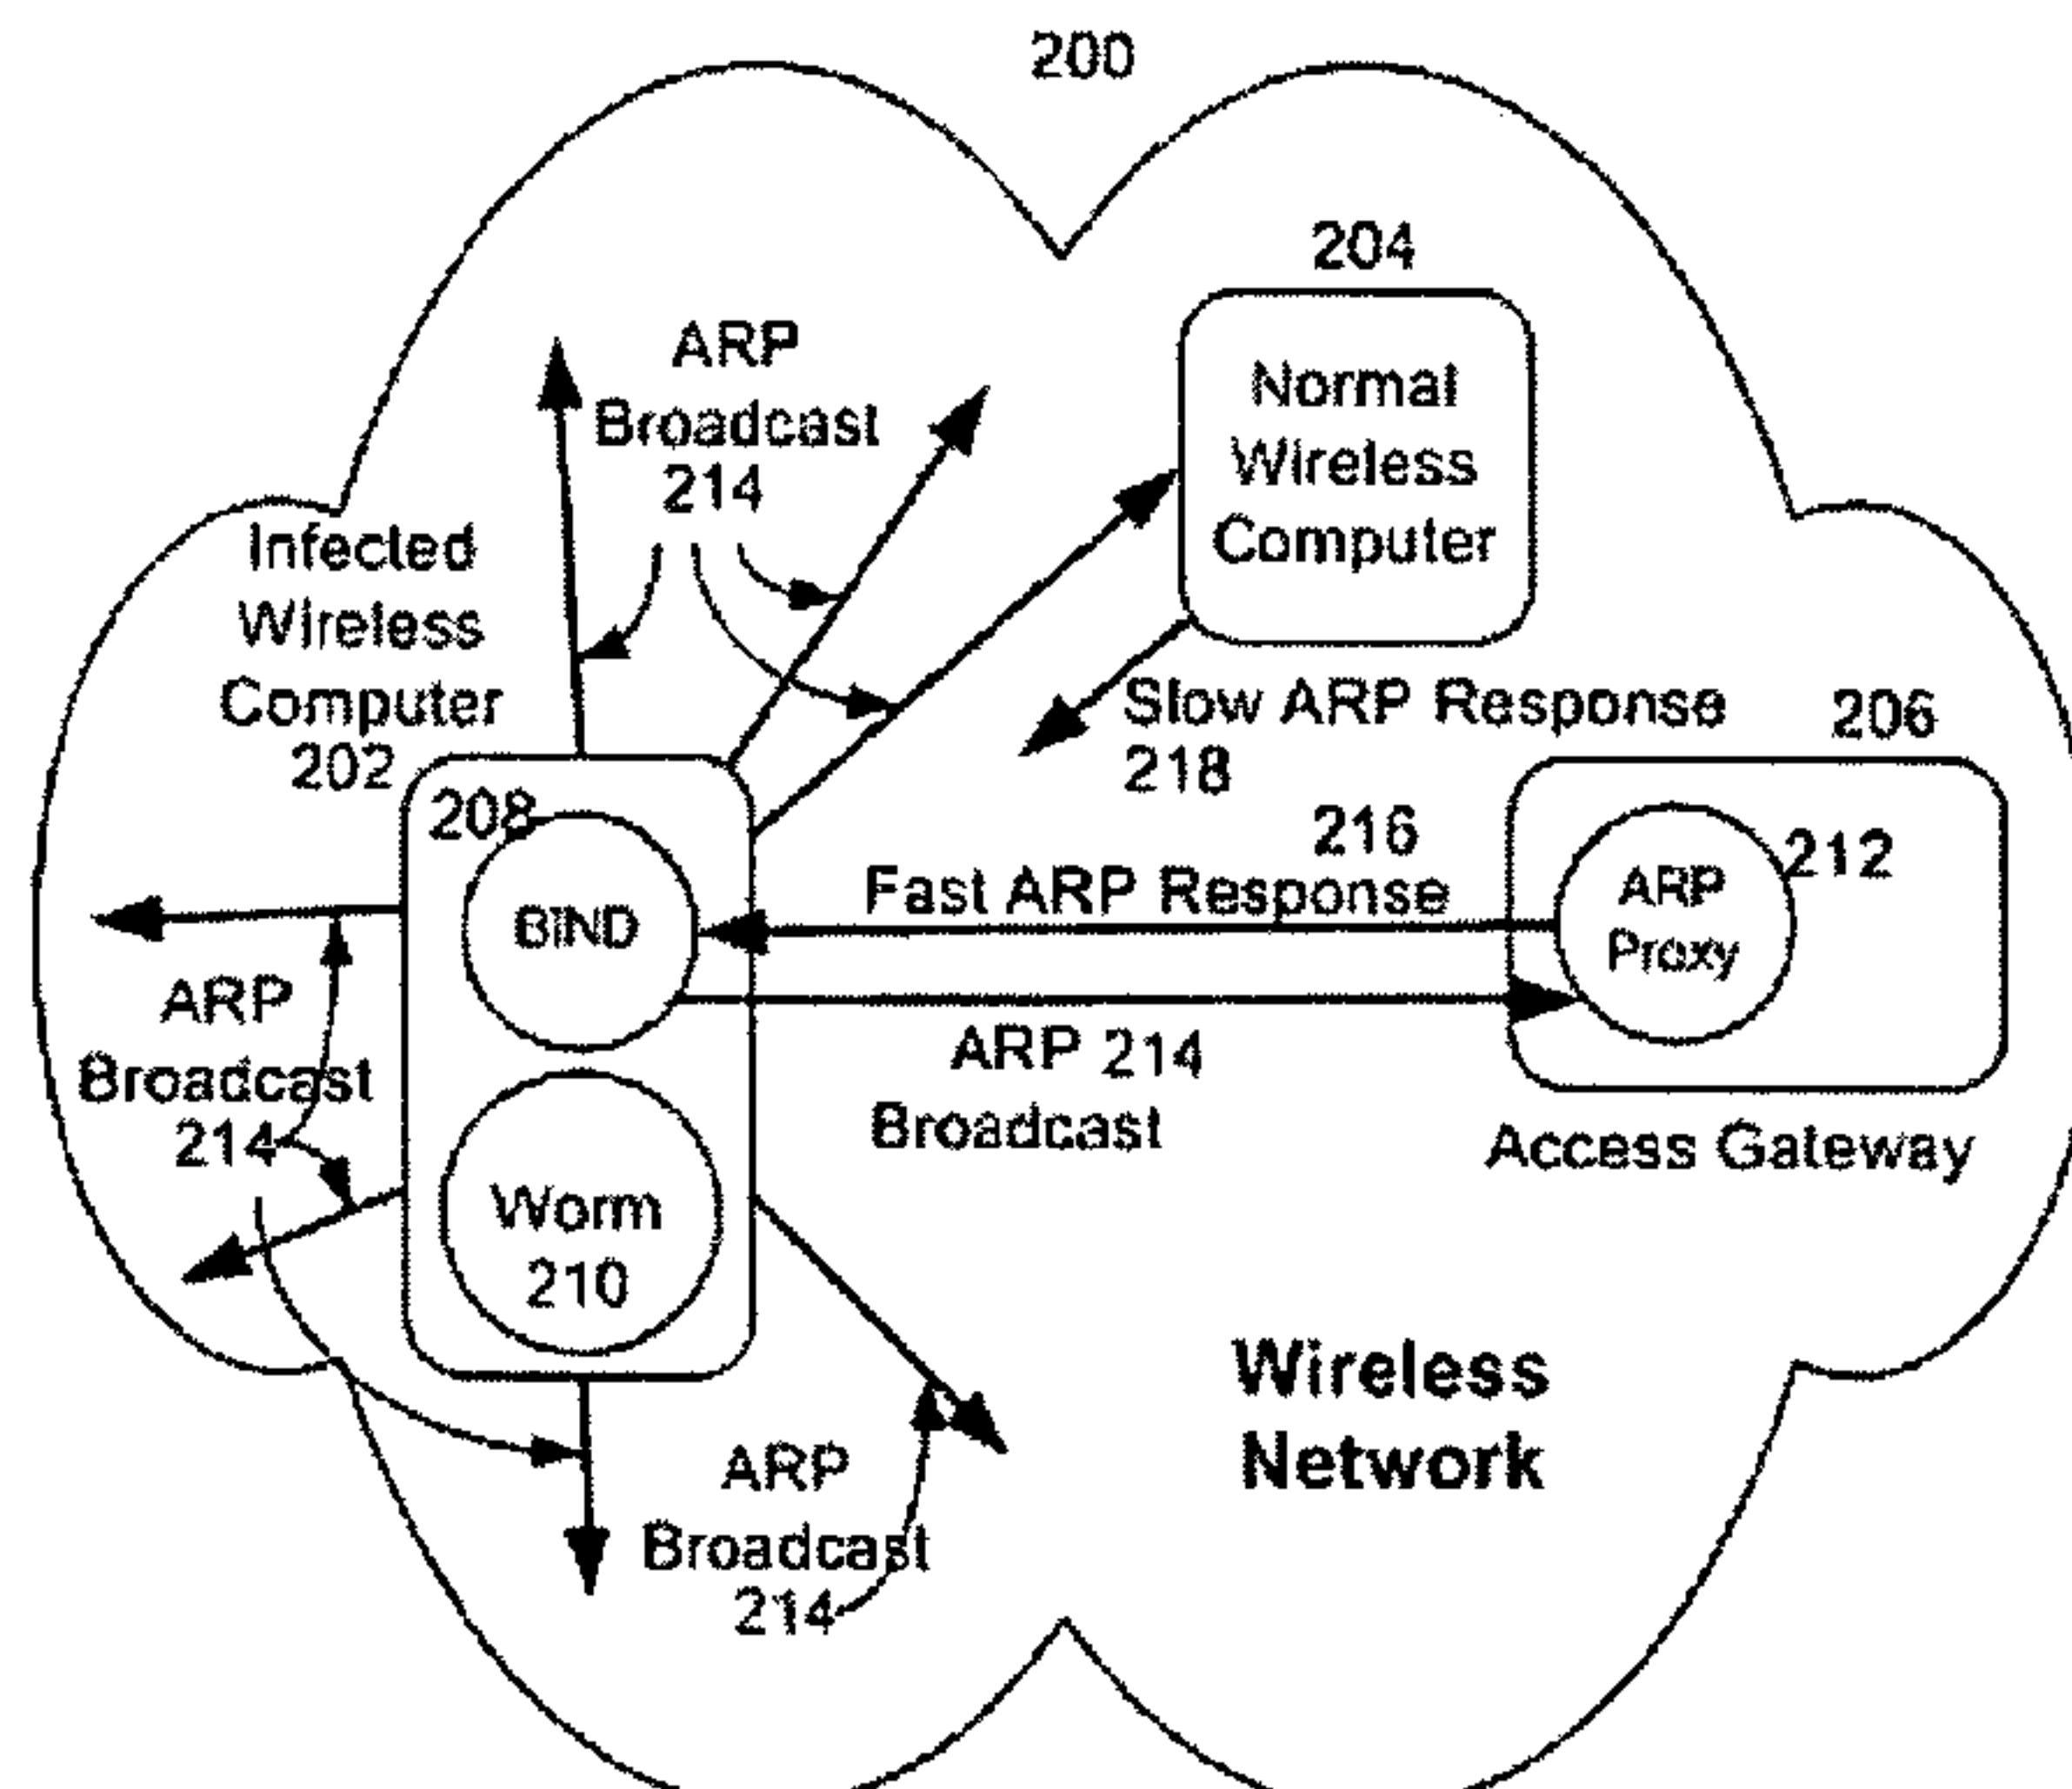 200
204
Normal
Wireless
Computer
ARP
Broadcast
214
Infected
Wireless
Computer
202
Slow ARP Response
218
206
208
BIND
216
Fast ARP Response
212
ARP
Proxy
ARP
Broadcast
214
ARP 214
Broadcast
Access Gateway
Worm
210
Wireless
Network
ARP
Broadcast
214